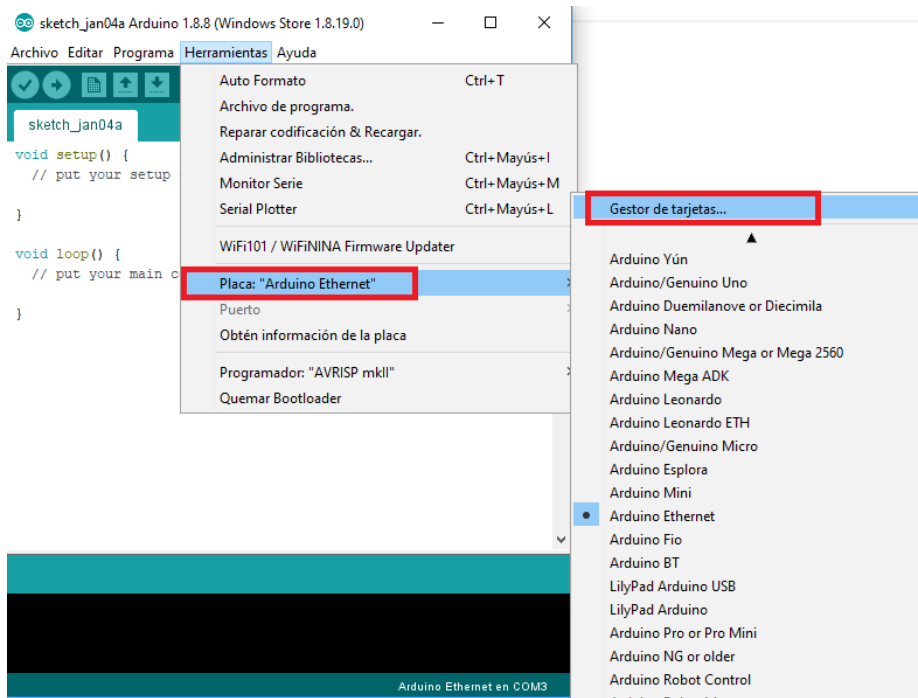 sketch_jan04a Arduino 1.8.8 (Windows Store 1.8.19.0)
Archivo Editar Programa Herramientas Ayuda
sketch_jan04a
void setup() {
// put your setup
}
void loop() {
// put your main c
}
Auto Formato Ctrl+T
Archivo de programa.
Reparar codificación & Recargar.
Administrar Bibliotecas... Ctrl+Mayús+I
Monitor Serie Ctrl+Mayús+M
Serial Plotter Ctrl+Mayús+L
WiFi101 / WiFiNINA Firmware Updater
Placa: "Arduino Ethernet"
Puerto
Obtén información de la placa
Programador: "AVRISP mkII"
Quemar Bootloader
Gestor de tarjetas...
Arduino Yún
Arduino/Genuino Uno
Arduino Duemilanove or Diecimila
Arduino Nano
Arduino/Genuino Mega or Mega 2560
Arduino Mega ADK
Arduino Leonardo
Arduino Leonardo ETH
Arduino/Genuino Micro
Arduino Esplora
Arduino Mini
Arduino Ethernet
Arduino Fio
Arduino BT
LilyPad Arduino USB
LilyPad Arduino
Arduino Pro or Pro Mini
Arduino NG or older
Arduino Robot Control
Arduino Ethernet en COM3